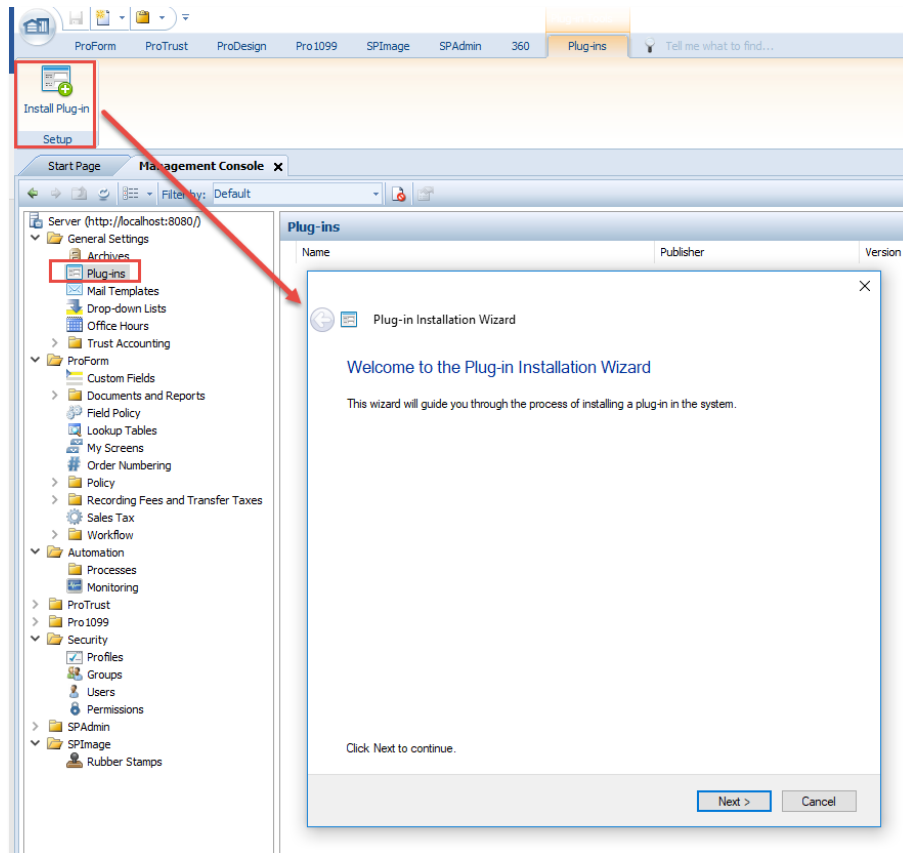 ProForm ProTrust ProDesign Pro1099 SPImage SPAdmin 360 Plug-ins Tell me what to find...
Install Plug-in
Setup
Start Page Management Console
Filter by: Default
Server (http://localhost:8080/)
General Settings
Archives
Plug-ins
Mail Templates
Drop-down Lists
Office Hours
Trust Accounting
ProForm
Custom Fields
Documents and Reports
Field Policy
Lookup Tables
My Screens
Order Numbering
Policy
Recording Fees and Transfer Taxes
Sales Tax
Workflow
Automation
Processes
Monitoring
ProTrust
Pro1099
Security
Profiles
Groups
Users
Permissions
SPAdmin
SPImage
Rubber Stamps
Plug-ins
Name Publisher Version
Plug-in Installation Wizard
Welcome to the Plug-in Installation Wizard
This wizard will guide you through the process of installing a plug-in in the system.
Click Next to continue.
Next > Cancel